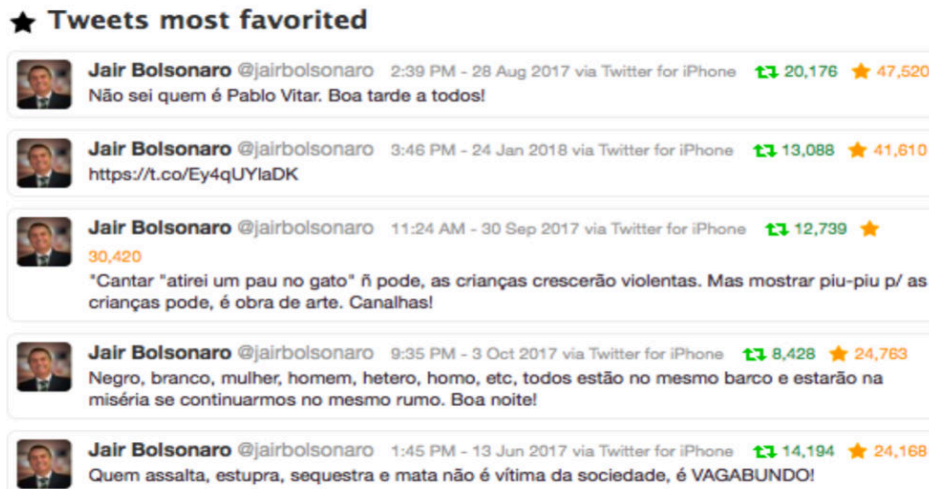 Tweets most favorited
Jair Bolsonaro @jairbolsonaro 2:39 PM - 28 Aug 2017 via Twitter for iPhone 20,176 47,520
Não sei quem é Pablo Vitar. Boa tarde a todos!
Jair Bolsonaro @jairbolsonaro 3:46 PM - 24 Jan 2018 via Twitter for iPhone 13,088 41,610
https://t.co/Ey4qUYlaDK
Jair Bolsonaro @jairbolsonaro 11:24 AM - 30 Sep 2017 via Twitter for iPhone 12,739
30,420
"Cantar "atirei um pau no gato" ñ pode, as crianças crescerão violentas. Mas mostrar piu-piu p/ as
crianças pode, é obra de arte. Canalhas!
Jair Bolsonaro @jairbolsonaro 9:35 PM - 3 Oct 2017 via Twitter for iPhone 8,428 24,763
Negro, branco, mulher, homem, hetero, homo, etc, todos estão no mesmo barco e estarão na
miséria se continuarmos no mesmo rumo. Boa noite!
Jair Bolsonaro @jairbolsonaro 1:45 PM - 13 Jun 2017 via Twitter for iPhone 14,194 24,168
Quem assalta, estupra, sequestra e mata não é vítima da sociedade, é VAGABUNDO!